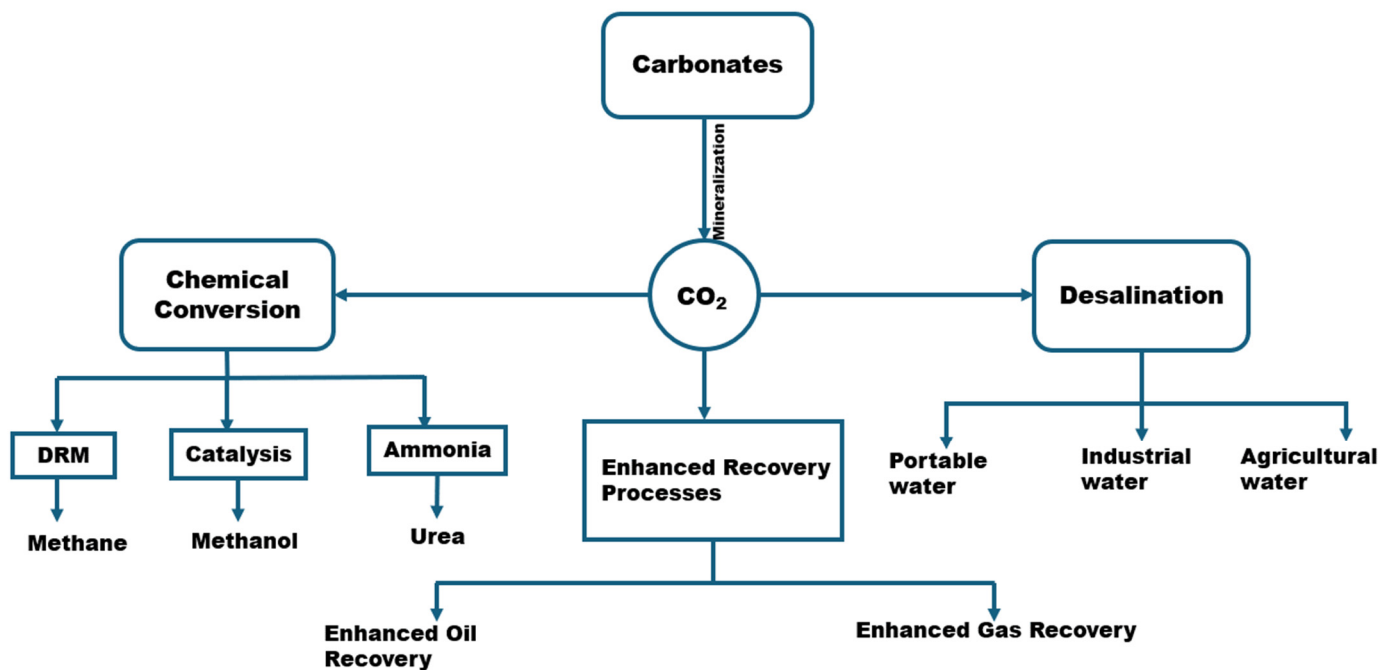 Carbonates
Mineralization
Chemical
Conversion
CO₂
Desalination
DRM
Catalysis
Ammonia
Enhanced Recovery
Processes
Portable
water
Industrial
water
Agricultural
water
Methane
Methanol
Urea
Enhanced Oil
Recovery
Enhanced Gas Recovery